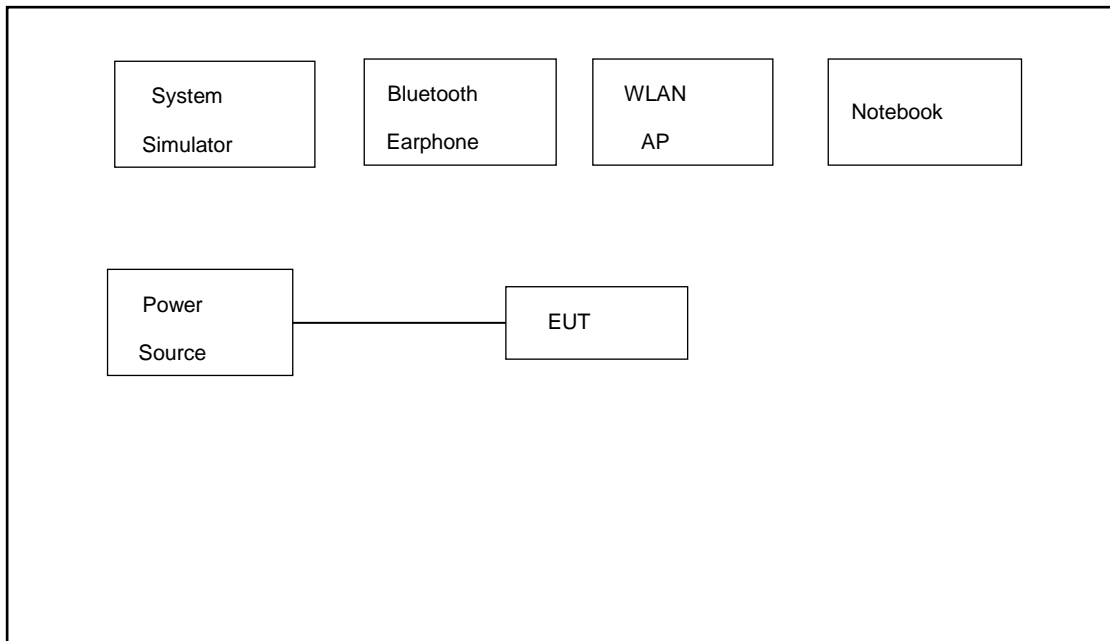 System
Simulator
Bluetooth
Earphone
WLAN
AP
Notebook
Power
Source
EUT